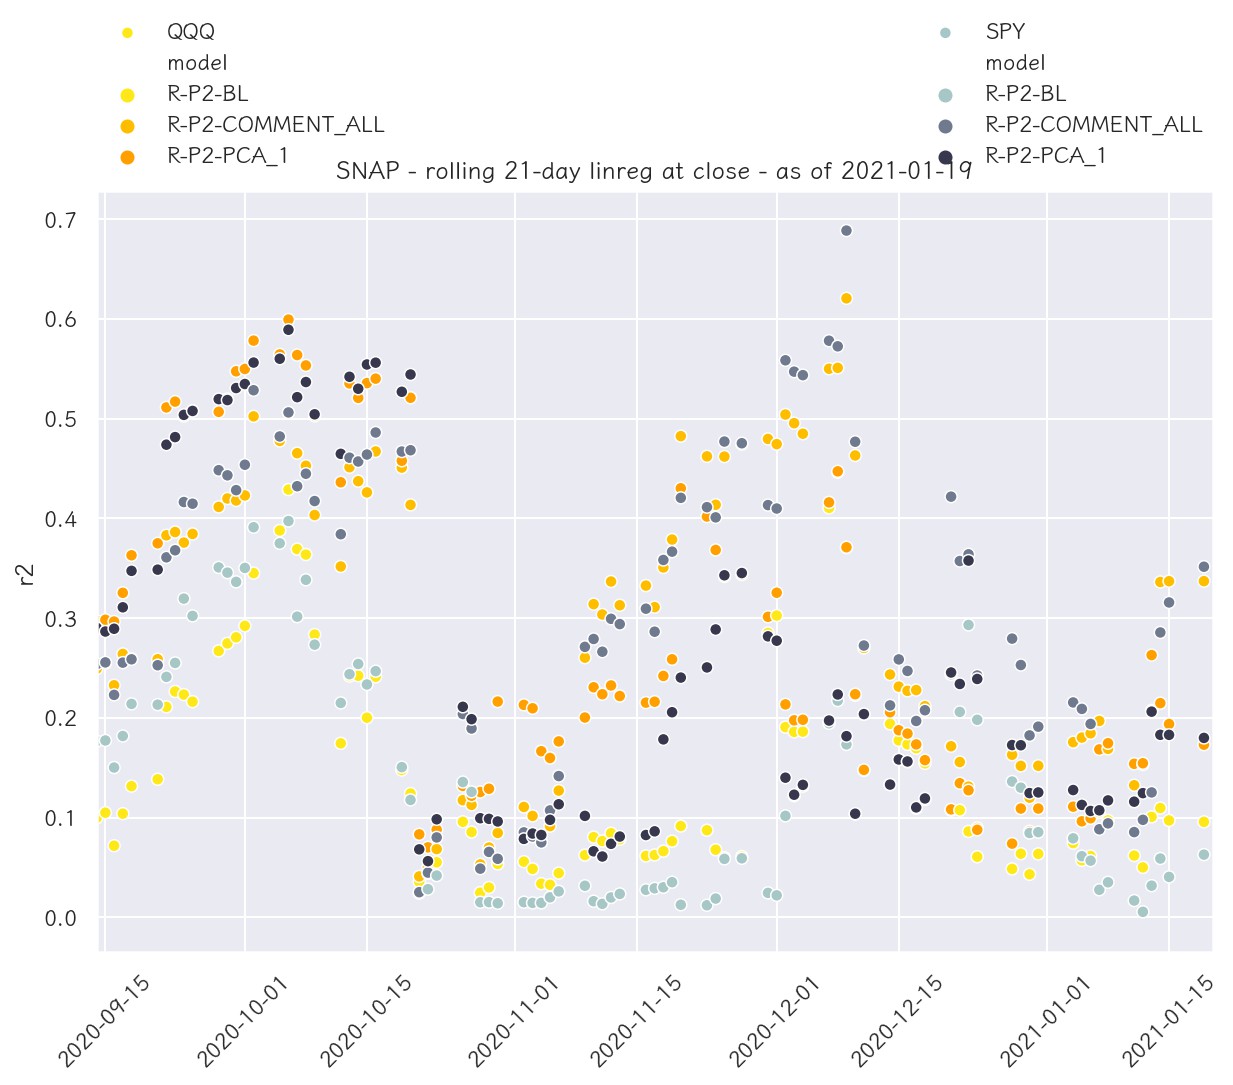 QQQ
model
R-P2-BL
R-P2-COMMENT_ALL
R-P2-PCA_1
SPY
model
R-P2-BL
R-P2-COMMENT_ALL
R-P2-PCA_1
SNAP - rolling 21-day linreg at close - as of 2021-01-19
0.7
0.6
0.5
0.4
0.3
0.2
0.1
0.0
r2
2020-09-15
2020-10-01
2020-10-15
2020-11-01
2020-11-15
2020-12-01
2020-12-15
2021-01-01
2021-01-15